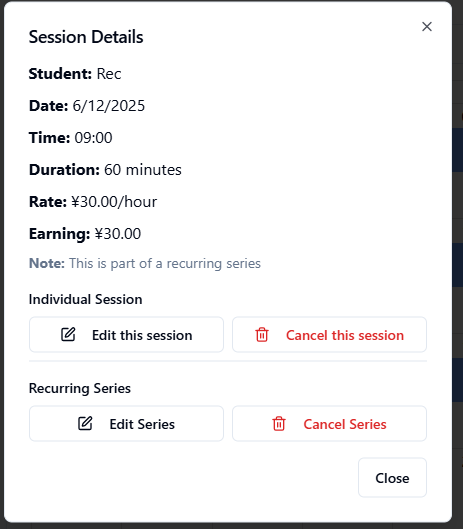 Session Details
Student: Rec
Date: 6/12/2025
Time: 09:00
Duration: 60 minutes
Rate: ¥30.00/hour
Earning: ¥30.00
Note: This is part of a recurring series
Individual Session
Edit this session Cancel this session
Recurring Series
Edit Series Cancel Series
Close